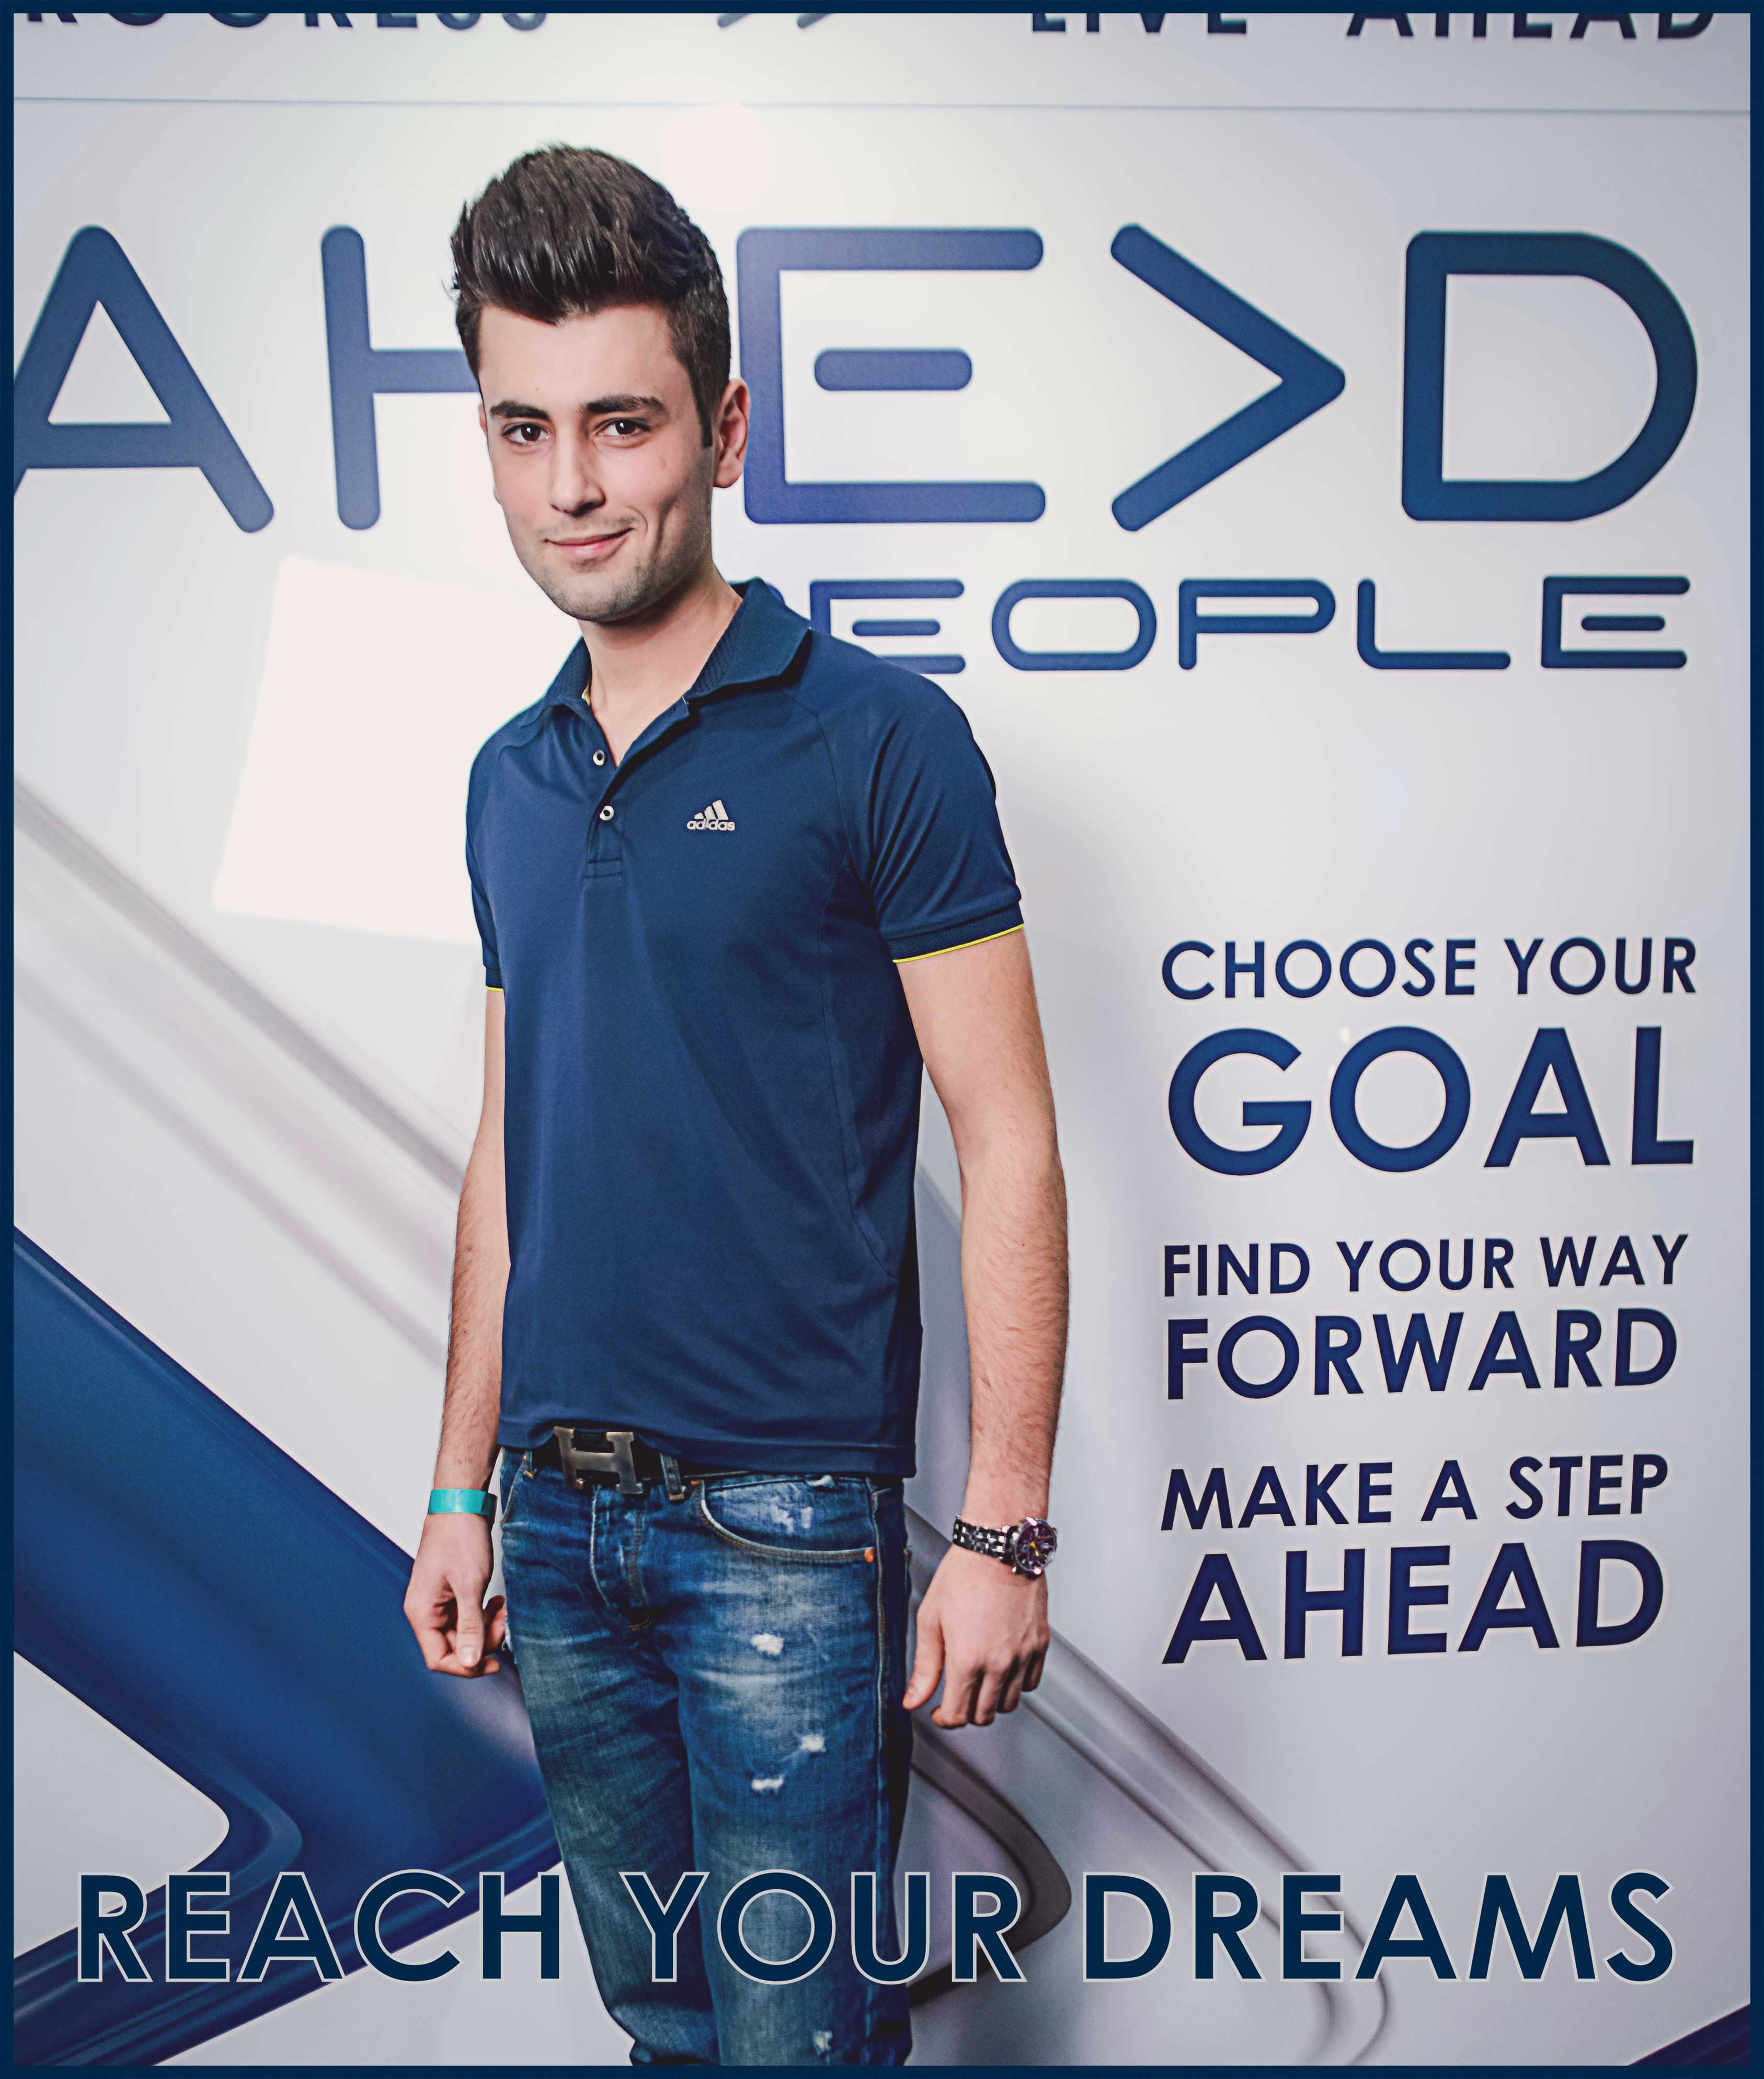 LIVE AHEAD
AHE>D
PEOPLE
adidas
CHOOSE YOUR
GOAL
FIND YOUR WAY
FORWARD
MAKE A STEP
AHEAD
REACH YOUR DREAMS